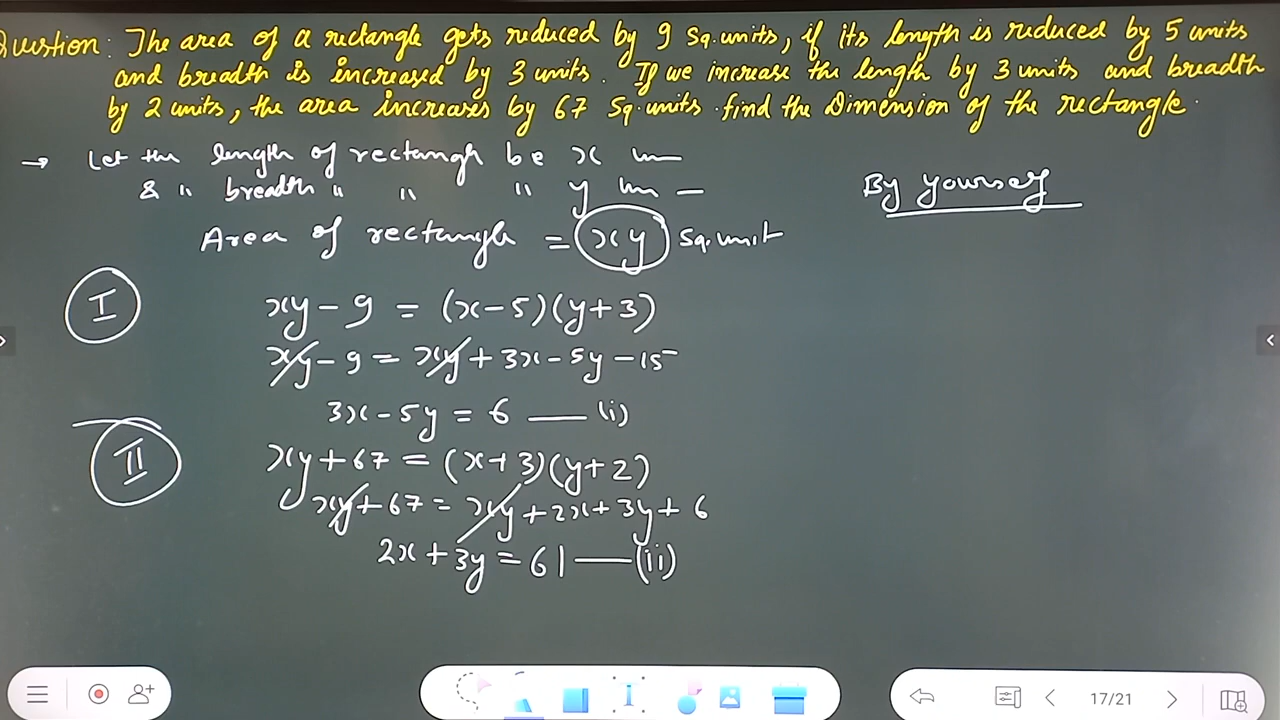 Question: The area of a rectangle gets reduced by 9 Sq.units, if its length is reduced by 5 units
and breadth is increased by 3 units. If we increase the length by 3 units and breadth
by 2 units, the area increases by 67 Sq.units. find the Dimension of the rectangle.
→ Let the length of rectangle be x
& " breadth " " " y
By yourself
Area of rectangle = xy Sq.unit
I
xy - 9 = (x-5)(y+3)
xy - 9 = xy + 3x - 5y - 15
3x - 5y = 6 — (i)
II
xy + 67 = (x+3)(y+2)
xy + 67 = xy + 2x + 3y + 6
2x + 3y = 61 — (ii)
17/21